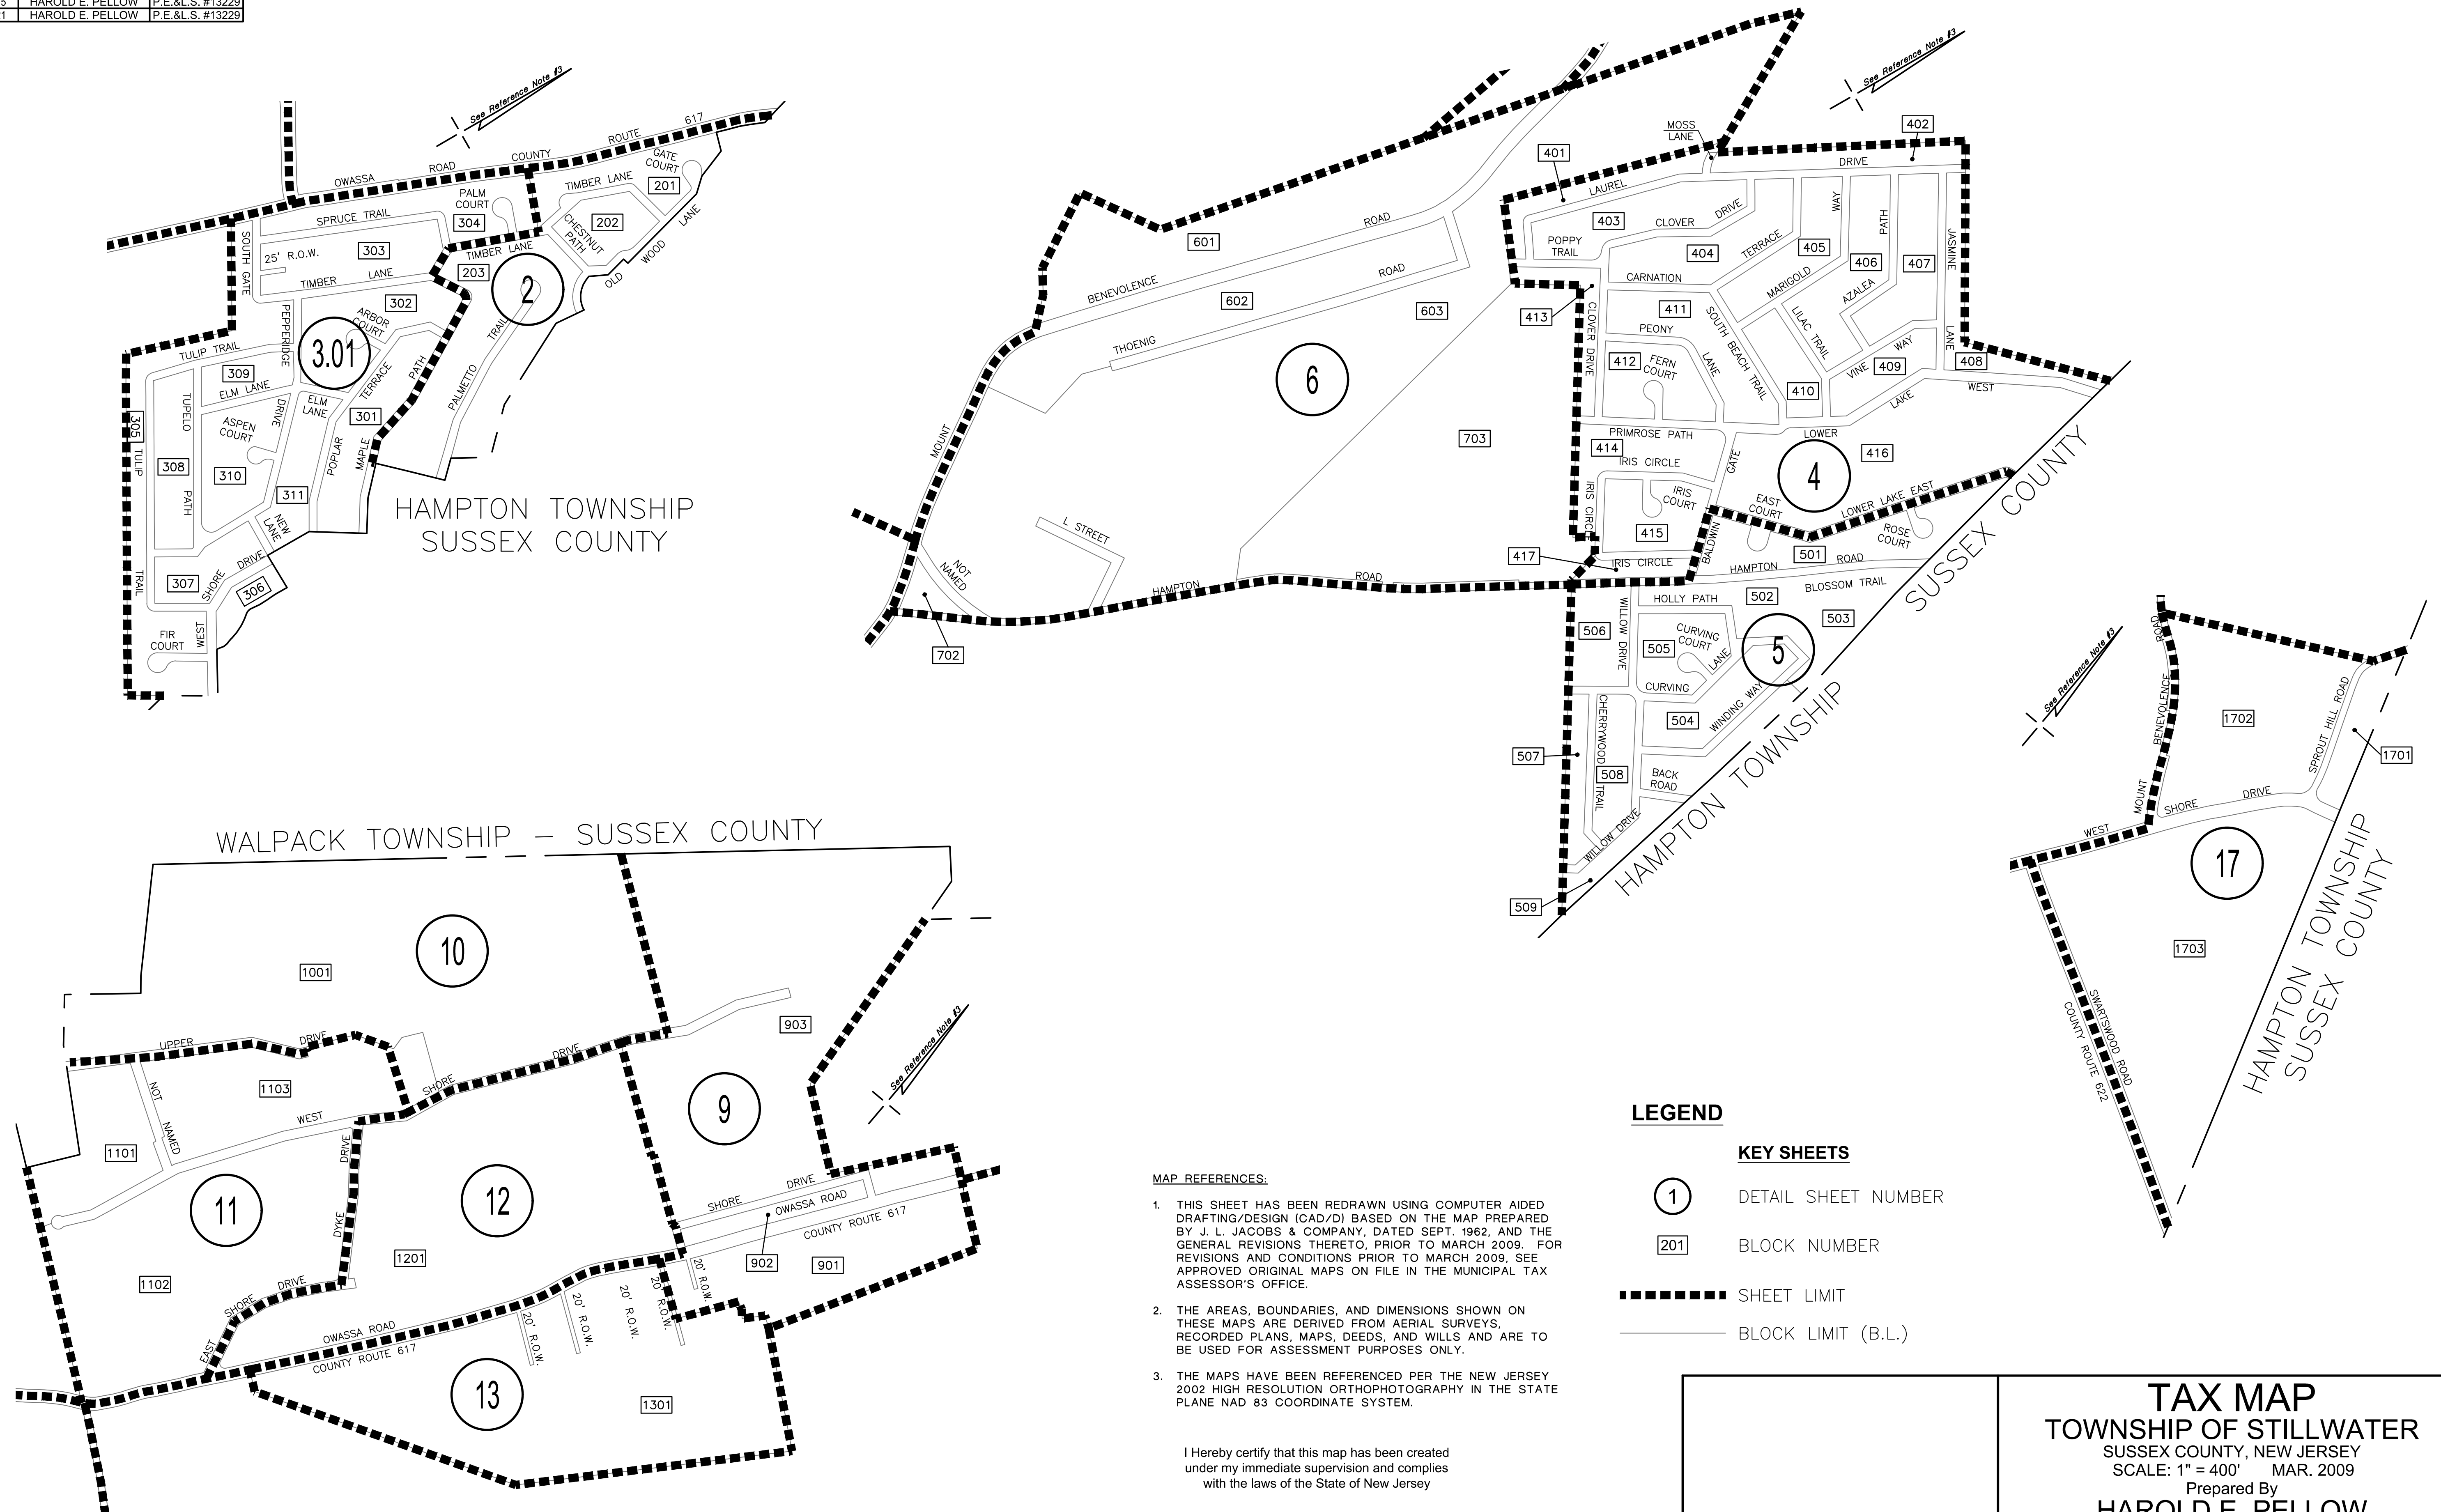 HAROLD E. PELLOW P.E.&L.S. #13229
HAROLD E. PELLOW P.E.&L.S. #13229
See Reference Note #3
OWASSA ROAD COUNTY ROUTE 617
GATE
COURT
TIMBER LANE
201
202
PALM
COURT
304
SPRUCE TRAIL
CHESTNUT
PATH
OLD WOOD LANE
SOUTH GATE
25' R.O.W.
303
TIMBER LANE
203
2
TIMBER LANE
302
ARBOR
COURT
PEPPERIDGE
DRIVE
3.01
TULIP TRAIL
309
ELM LANE
ELM
LANE
TERRACE
POPLAR
MAPLE
PATH
PALMETTO TRAIL
301
305
TULIP
TRAIL
TUPELO
PATH
ASPEN
COURT
308
310
311
NEW
LANE
307
SHORE DRIVE
306
WEST
FIR
COURT
HAMPTON TOWNSHIP
SUSSEX COUNTY
See Reference Note #3
MOSS
LANE
402
401
LAUREL
DRIVE
403
CLOVER DRIVE
POPPY
TRAIL
404
TERRACE
CARNATION
WAY
405
MARIGOLD
PATH
406
AZALEA
407
JASMINE
LANE
601
BENEVOLENCE ROAD
602
THOENIG ROAD
603
413
CLOVER DRIVE
411
PEONY
LANE
SOUTH BEACH TRAIL
LILAC TRAIL
412
FERN
COURT
410
VINE WAY
409
408
LOWER LAKE WEST
6
MOUNT
703
PRIMROSE PATH
414
IRIS CIRCLE
IRIS CIRCLE
IRIS
COURT
GATE
BALDWIN
4
416
EAST
COURT
LOWER LAKE EAST
ROSE
COURT
415
417
IRIS CIRCLE
501
HAMPTON ROAD
BLOSSOM TRAIL
L STREET
NOT
NAMED
702
HAMPTON ROAD
HOLLY PATH
502
503
506
WILLOW DRIVE
505
CURVING
COURT
LANE
CURVING
5
504
WINDING WAY
507
CHERRYWOOD TRAIL
508
BACK
ROAD
WILLOW DRIVE
509
HAMPTON TOWNSHIP
SUSSEX COUNTY
See Reference Note #3
MOUNT BENEVOLENCE ROAD
1702
SPROUT HILL ROAD
1701
WEST SHORE DRIVE
17
1703
SWARTSWOOD ROAD
COUNTY ROUTE 622
HAMPTON TOWNSHIP
SUSSEX COUNTY
WALPACK TOWNSHIP – SUSSEX COUNTY
10
1001
903
See Reference Note #3
UPPER DRIVE
1103
NOT NAMED
WEST SHORE DRIVE
1101
11
DYKE DRIVE
12
9
1201
1102
EAST SHORE DRIVE
OWASSA ROAD
COUNTY ROUTE 617
SHORE DRIVE
OWASSA ROAD
COUNTY ROUTE 617
902
901
20' R.O.W.
20' R.O.W.
20' R.O.W.
20' R.O.W.
20' R.O.W.
13
1301
MAP REFERENCES:
1. THIS SHEET HAS BEEN REDRAWN USING COMPUTER AIDED
DRAFTING/DESIGN (CAD/D) BASED ON THE MAP PREPARED
BY J. L. JACOBS & COMPANY, DATED SEPT. 1962, AND THE
GENERAL REVISIONS THERETO, PRIOR TO MARCH 2009. FOR
REVISIONS AND CONDITIONS PRIOR TO MARCH 2009, SEE
APPROVED ORIGINAL MAPS ON FILE IN THE MUNICIPAL TAX
ASSESSOR'S OFFICE.
2. THE AREAS, BOUNDARIES, AND DIMENSIONS SHOWN ON
THESE MAPS ARE DERIVED FROM AERIAL SURVEYS,
RECORDED PLANS, MAPS, DEEDS, AND WILLS AND ARE TO
BE USED FOR ASSESSMENT PURPOSES ONLY.
3. THE MAPS HAVE BEEN REFERENCED PER THE NEW JERSEY
2002 HIGH RESOLUTION ORTHOPHOTOGRAPHY IN THE STATE
PLANE NAD 83 COORDINATE SYSTEM.
I Hereby certify that this map has been created
under my immediate supervision and complies
with the laws of the State of New Jersey
LEGEND
KEY SHEETS
1 DETAIL SHEET NUMBER
201 BLOCK NUMBER
SHEET LIMIT
BLOCK LIMIT (B.L.)
TAX MAP
TOWNSHIP OF STILLWATER
SUSSEX COUNTY, NEW JERSEY
SCALE: 1" = 400' MAR. 2009
Prepared By
HAROLD E. PELLOW